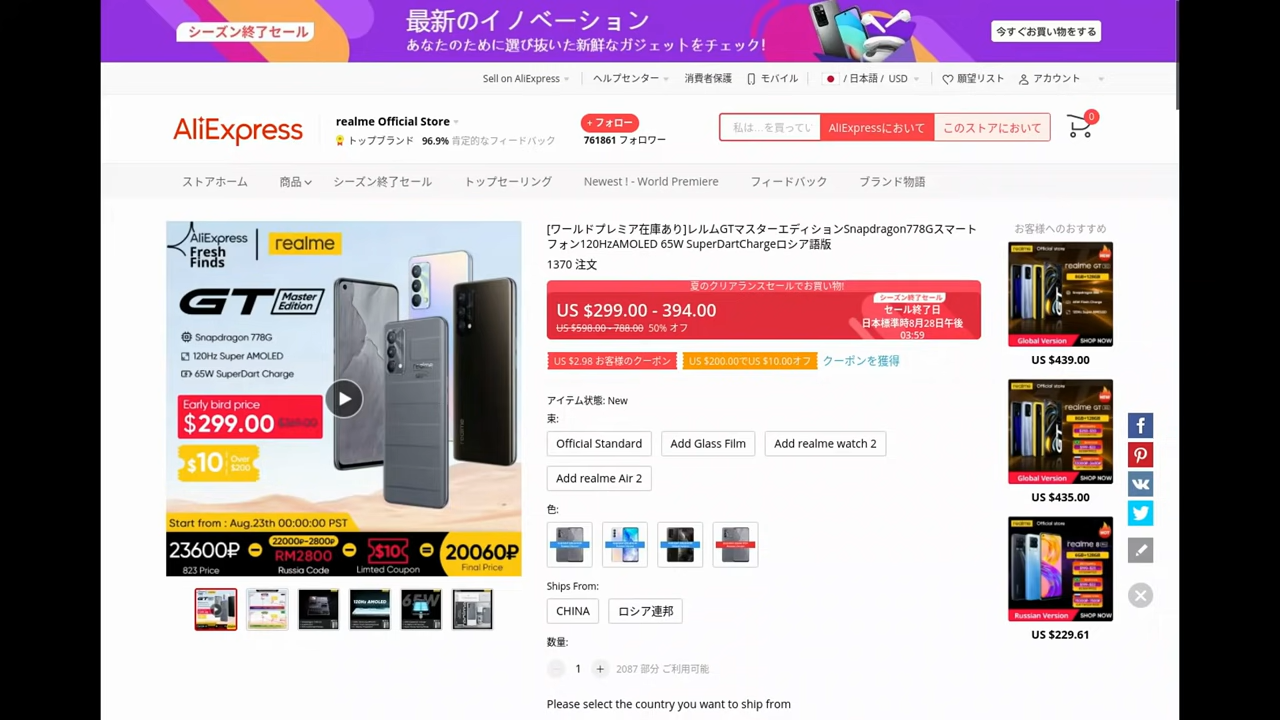 シーズン終了セール
最新のイノベーション
あなたのために選び抜いた新鮮なガジェットをチェック!
今すぐお買い物をする
Sell on AliExpress
ヘルプセンター
消費者保護
モバイル
/ 日本語 / USD
願望リスト
アカウント
AliExpress
realme Official Store
トップブランド 96.9% 肯定的なフィードバック
+ フォロー
761861 フォロワー
私は...を買ってい
AliExpressにおいて
このストアにおいて
0
ストアホーム
商品
シーズン終了セール
トップセーリング
Newest ! - World Premiere
フィードバック
ブランド物語
AliExpress
Fresh
Finds
realme
GT Master
Edition
Snapdragon 778G
120Hz Super AMOLED
65W SuperDart Charge
Early bird price
$299.00
$10 Over
$200
Start from : Aug.23th 00:00:00 PST
23600₽ - 22000₽-2800₽ - $10 = 20060₽
RM2800
823 Price Russia Code Limted Coupon Final Price
[ワールドプレミア在庫あり]レルムGTマスターエディションSnapdragon778Gスマート
フォン120HzAMOLED 65W SuperDartChargeロシア語版
1370 注文
夏のクリアランスセールでお買い物!
US $299.00 - 394.00
US $598.00 - 788.00 50% オフ
シーズン終了セール
セール終了日
日本標準時8月28日午後
03:59
US $2.98 お客様のクーポン
US $200.00でUS $10.00オフ
クーポンを獲得
アイテム状態: New
束:
Official Standard
Add Glass Film
Add realme watch 2
Add realme Air 2
色:
Ships From:
CHINA
ロシア連邦
数量:
1
2087 部分 ご利用可能
Please select the country you want to ship from
お客様へのおすすめ
realme GT
Global Version SHOP NOW
US $439.00
realme GT
Global Version SHOP NOW
US $435.00
realme 8
Russian Version SHOP NOW
US $229.61